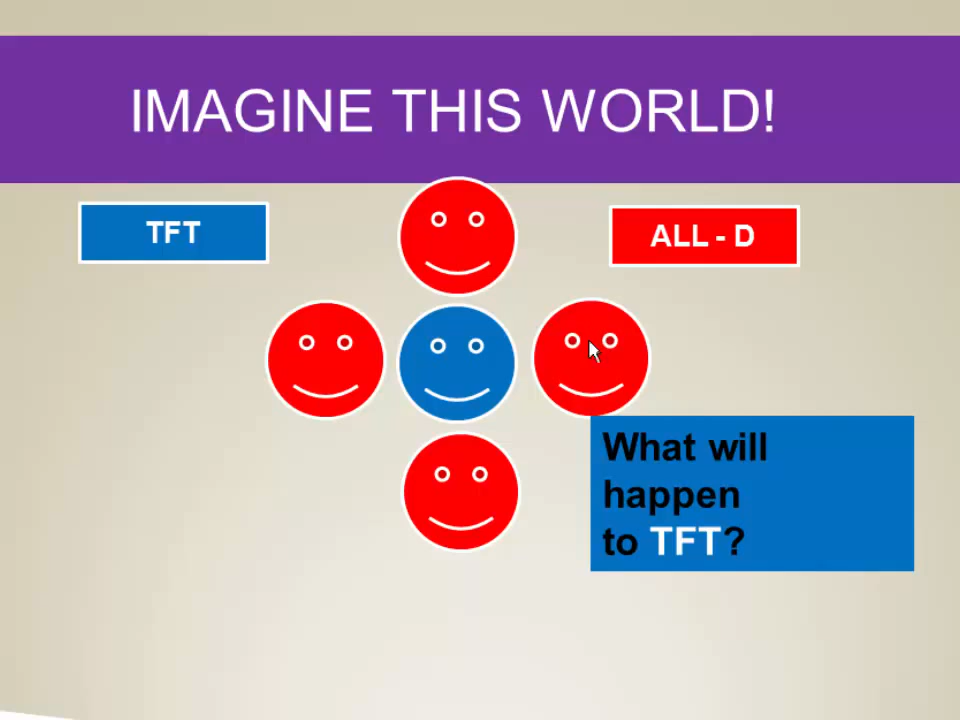 IMAGINE THIS WORLD!
TFT
ALL - D
What will
happen
to TFT?